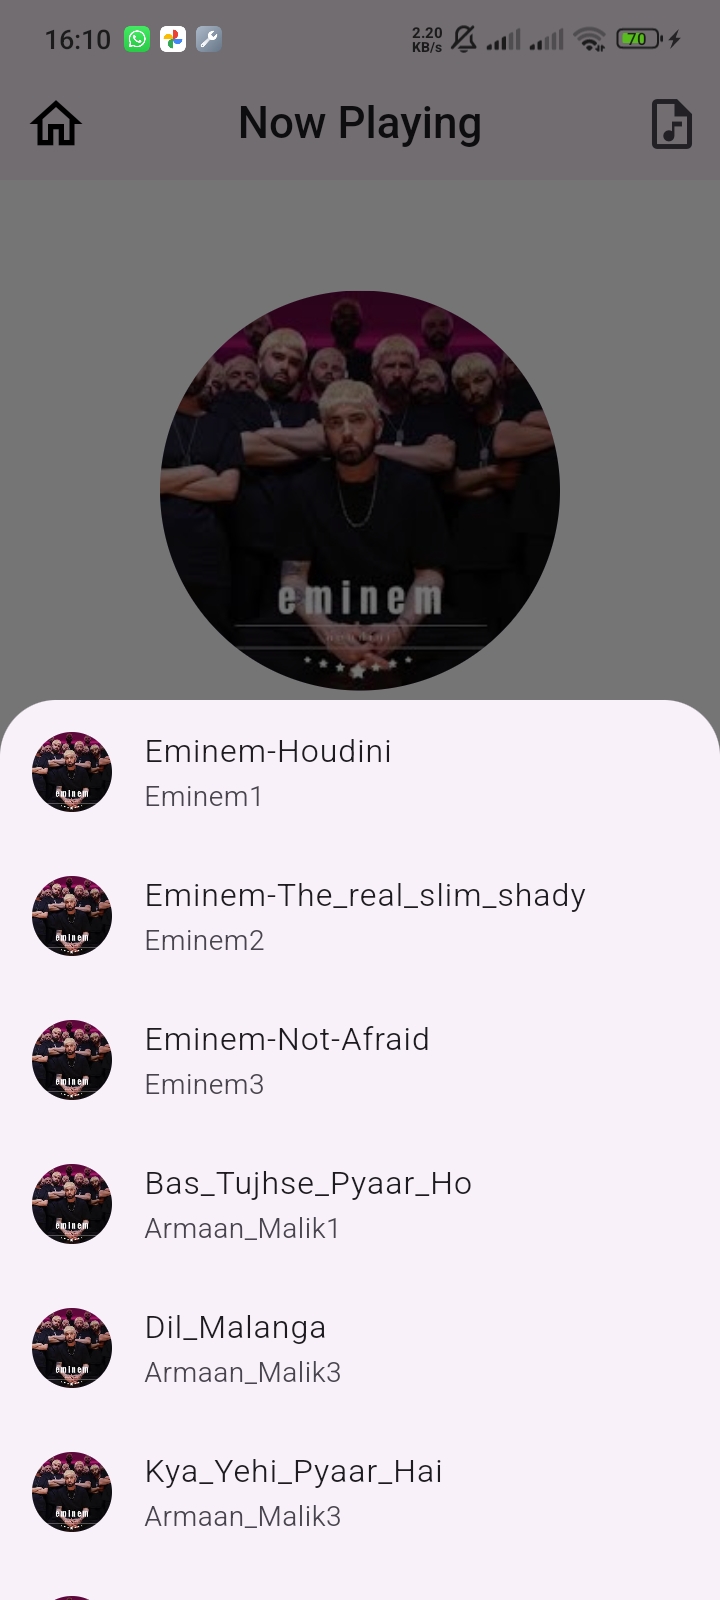 16:10
2.20
KB/s
70
Now Playing
eminem
houdini
Eminem-Houdini
Eminem1
Eminem-The_real_slim_shady
Eminem2
Eminem-Not-Afraid
Eminem3
Bas_Tujhse_Pyaar_Ho
Armaan_Malik1
Dil_Malanga
Armaan_Malik3
Kya_Yehi_Pyaar_Hai
Armaan_Malik3